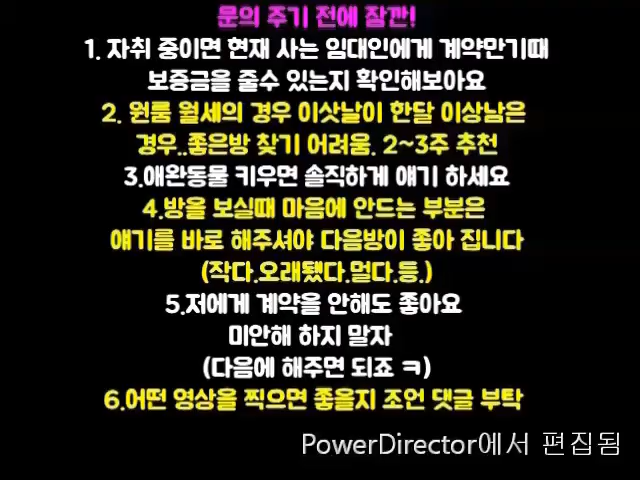 문의 주기 전에 잠깐!
1. 자취 중이면 현재 사는 임대인에게 계약만기때
보증금을 줄수 있는지 확인해보아요
2. 원룸 월세의 경우 이삿날이 한달 이상남은
경우..좋은방 찾기 어려움. 2~3주 추천
3.애완동물 키우면 솔직하게 얘기 하세요
4.방을 보실때 마음에 안드는 부분은
얘기를 바로 해주셔야 다음방이 좋아 집니다
(작다.오래됐다.멀다.등.)
5.저에게 계약을 안해도 좋아요
미안해 하지 말자
(다음에 해주면 되죠 ㅋ)
6.어떤 영상을 찍으면 좋을지 조언 댓글 부탁
PowerDirector에서 편집됨